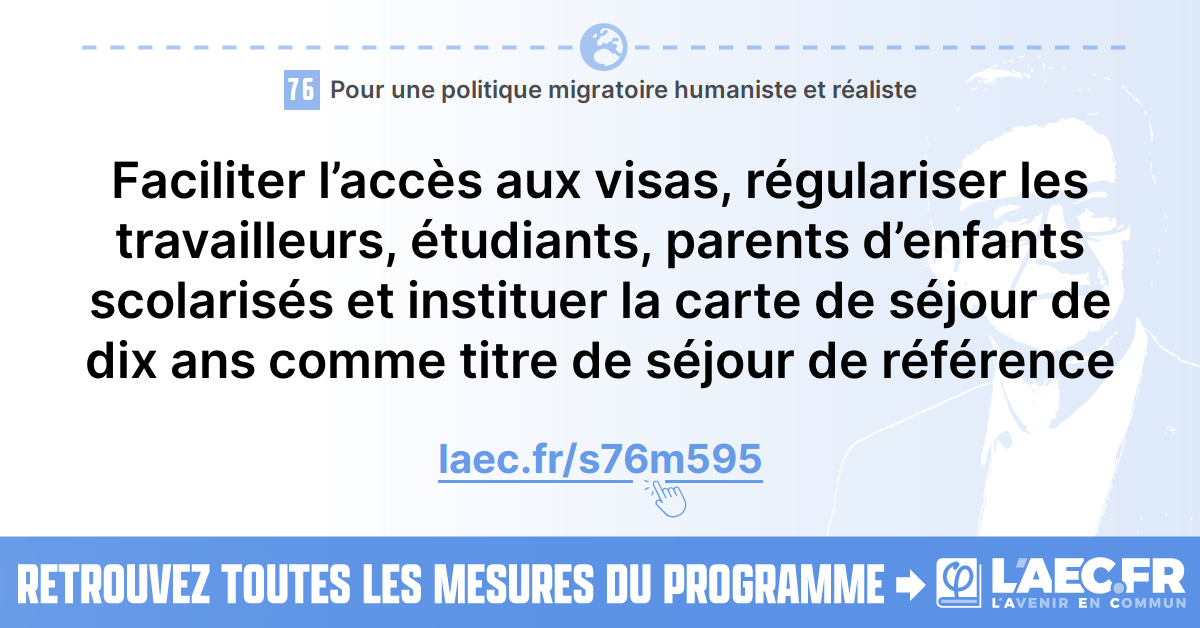 76 Pour une politique migratoire humaniste et réaliste
Faciliter l’accès aux visas, régulariser les
travailleurs, étudiants, parents d’enfants
scolarisés et instituer la carte de séjour de
dix ans comme titre de séjour de référence
laec.fr/s76m595
RETROUVEZ TOUTES LES MESURES DU PROGRAMME
φ
L'AEC.FR
L'AVENIR EN COMMUN